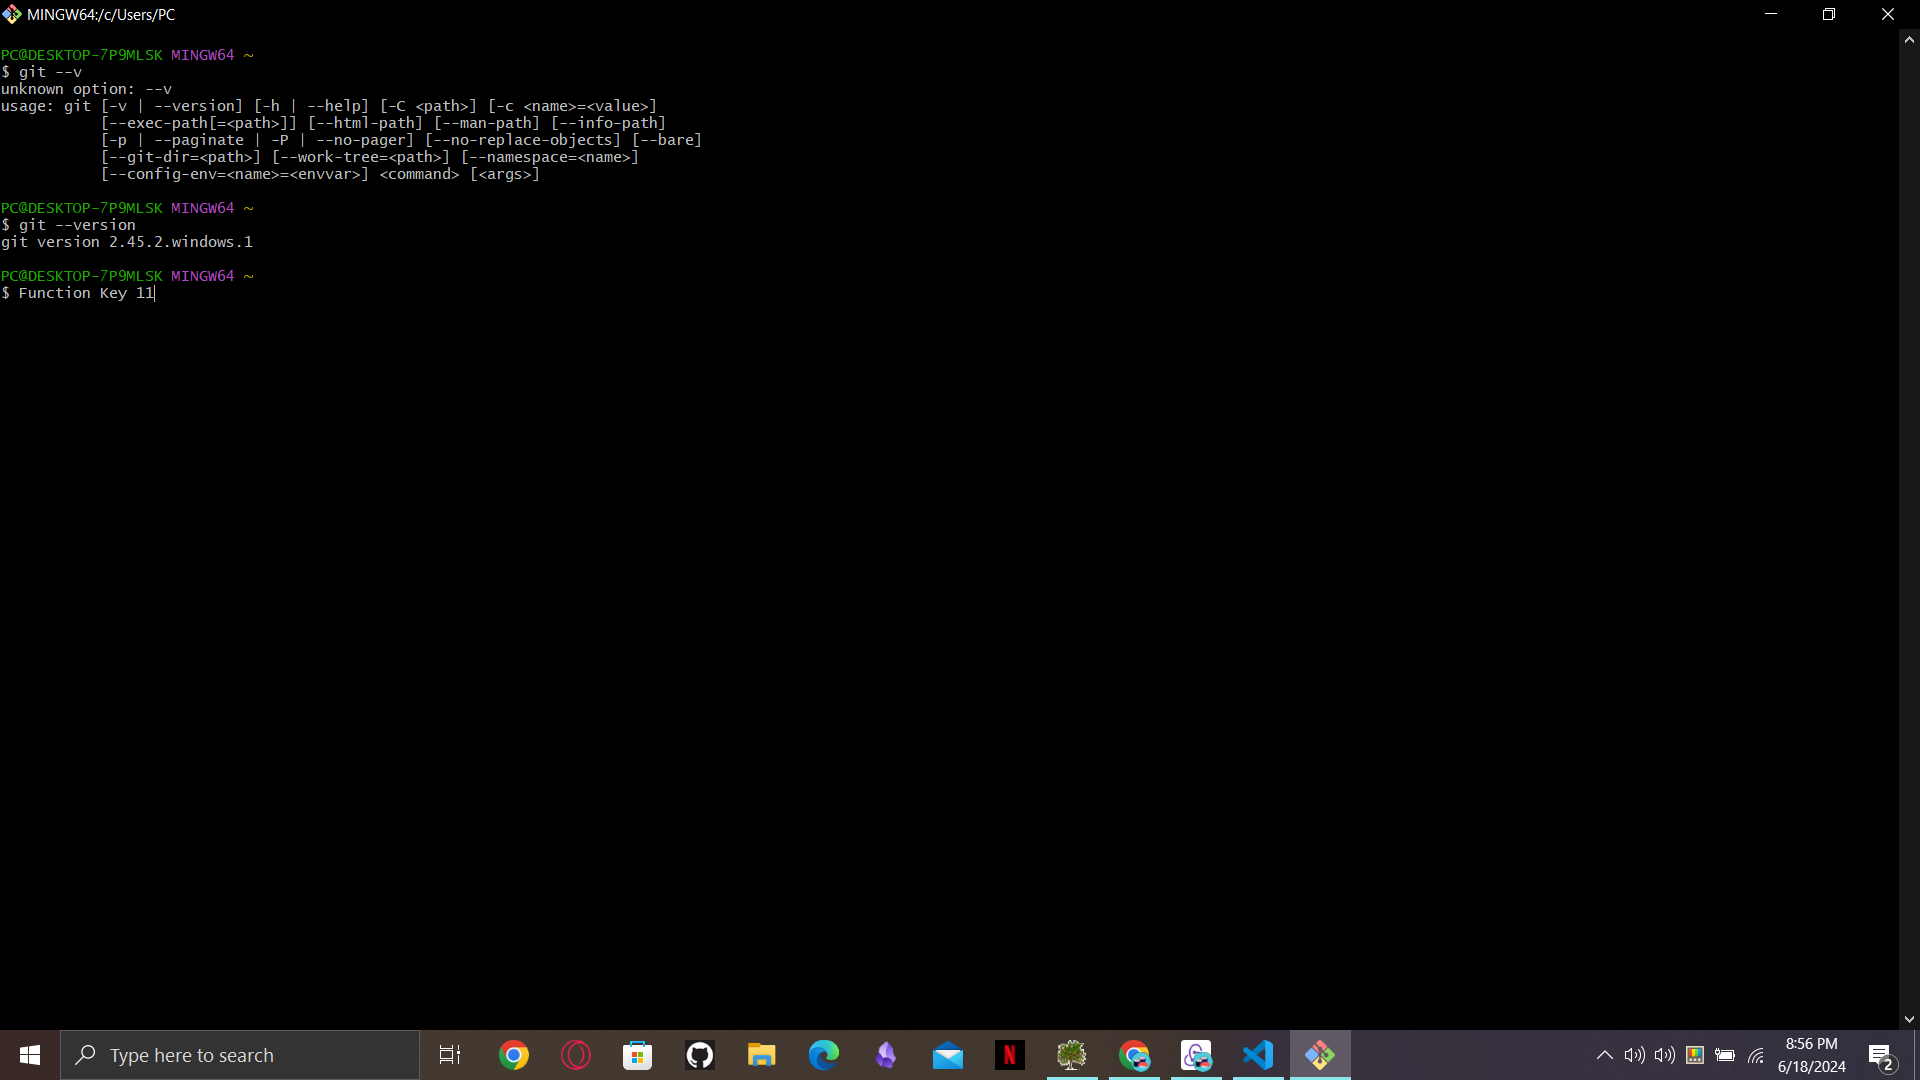 MINGW64:/c/Users/PC
PC@DESKTOP-7P9MLSK MINGW64 ~
$ git --v
unknown option: --v
usage: git [-v | --version] [-h | --help] [-C <path>] [-c <name>=<value>]
           [--exec-path[=<path>]] [--html-path] [--man-path] [--info-path]
           [-p | --paginate | -P | --no-pager] [--no-replace-objects] [--bare]
           [--git-dir=<path>] [--work-tree=<path>] [--namespace=<name>]
           [--config-env=<name>=<envvar>] <command> [<args>]
PC@DESKTOP-7P9MLSK MINGW64 ~
$ git --version
git version 2.45.2.windows.1
PC@DESKTOP-7P9MLSK MINGW64 ~
$ Function Key 11
Type here to search
N
8:56 PM
6/18/2024
2